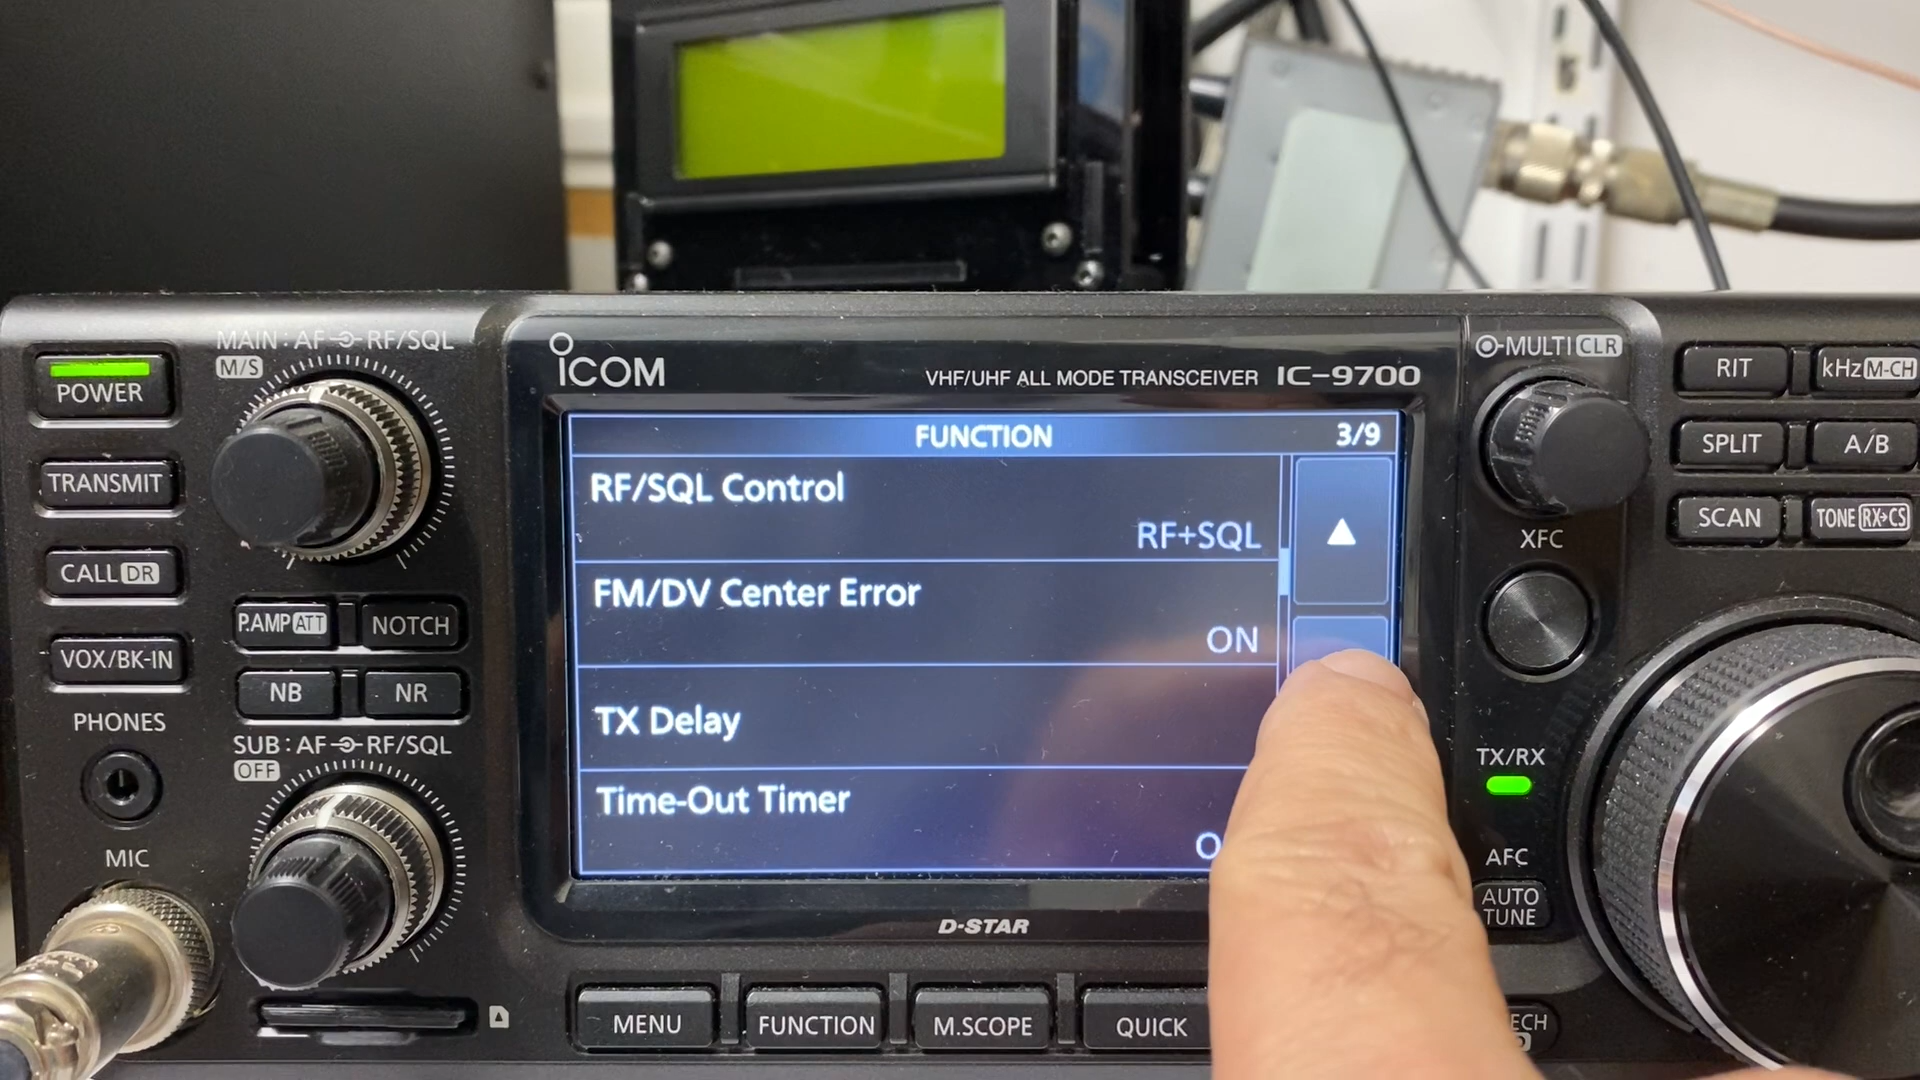 MAIN : AF RF/SQL
M/S
POWER
TRANSMIT
CALL DR
VOX/BK-IN
P.AMP ATT
NOTCH
NB
NR
PHONES
SUB : AF RF/SQL
OFF
MIC
ICOM
VHF/UHF ALL MODE TRANSCEIVER IC-9700
FUNCTION 3/9
RF/SQL Control
RF+SQL
FM/DV Center Error
ON
TX Delay
Time-Out Timer
D-STAR
MENU
FUNCTION
M.SCOPE
QUICK
MULTI CLR
XFC
TX/RX
AFC
AUTO
TUNE
RIT
kHz M-CH
SPLIT
A/B
SCAN
TONE RX→CS